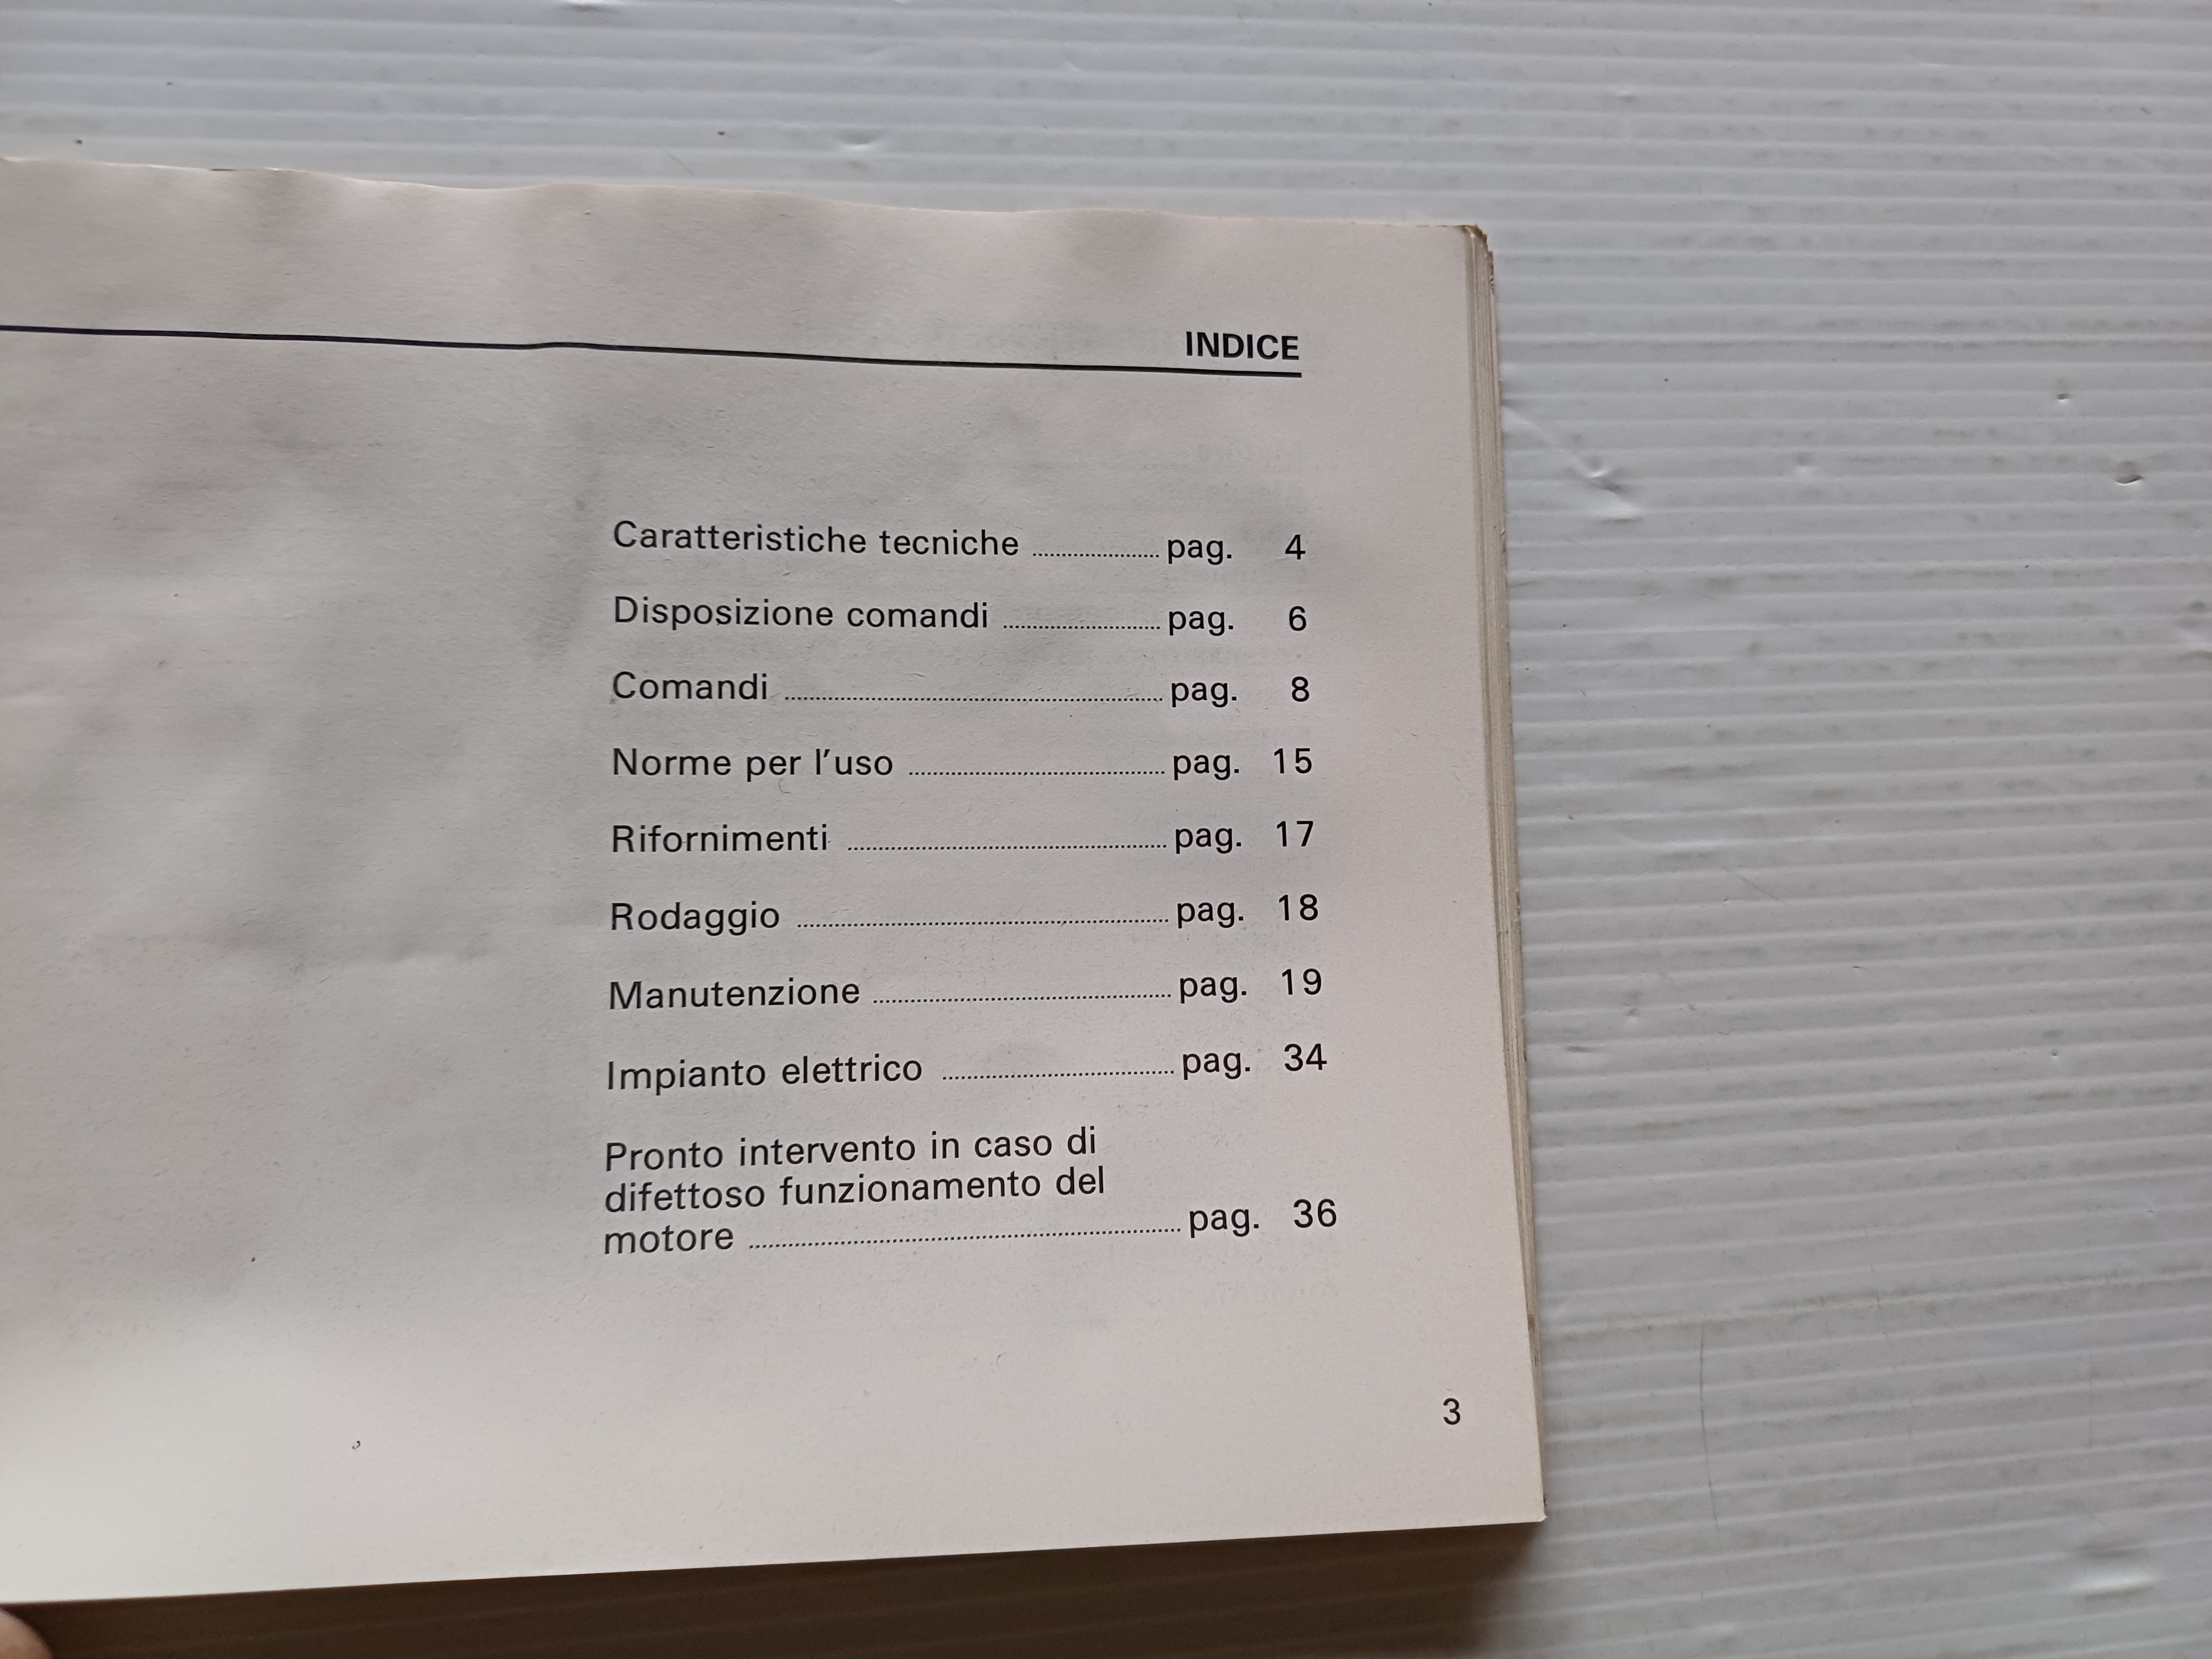 INDICE
Caratteristiche tecniche ........................ pag. 4
Disposizione comandi ........................ pag. 6
Comandi ........................ pag. 8
Norme per l'uso ........................ pag. 15
Rifornimenti ........................ pag. 17
Rodaggio ........................ pag. 18
Manutenzione ........................ pag. 19
Impianto elettrico ........................ pag. 34
Pronto intervento in caso di
difettoso funzionamento del
motore ........................ pag. 36
3